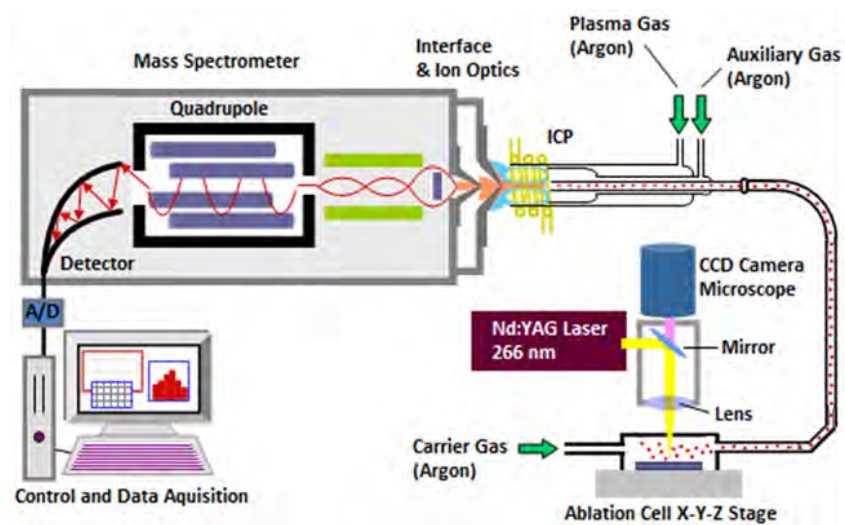 Plasma Gas
(Argon)
Auxiliary Gas
(Argon)
Interface
& Ion Optics
Mass Spectrometer
Quadrupole
ICP
Detector
A/D
CCD Camera
Microscope
Nd:YAG Laser
266 nm
Mirror
Lens
Carrier Gas
(Argon)
Control and Data Aquisition
Ablation Cell X-Y-Z Stage